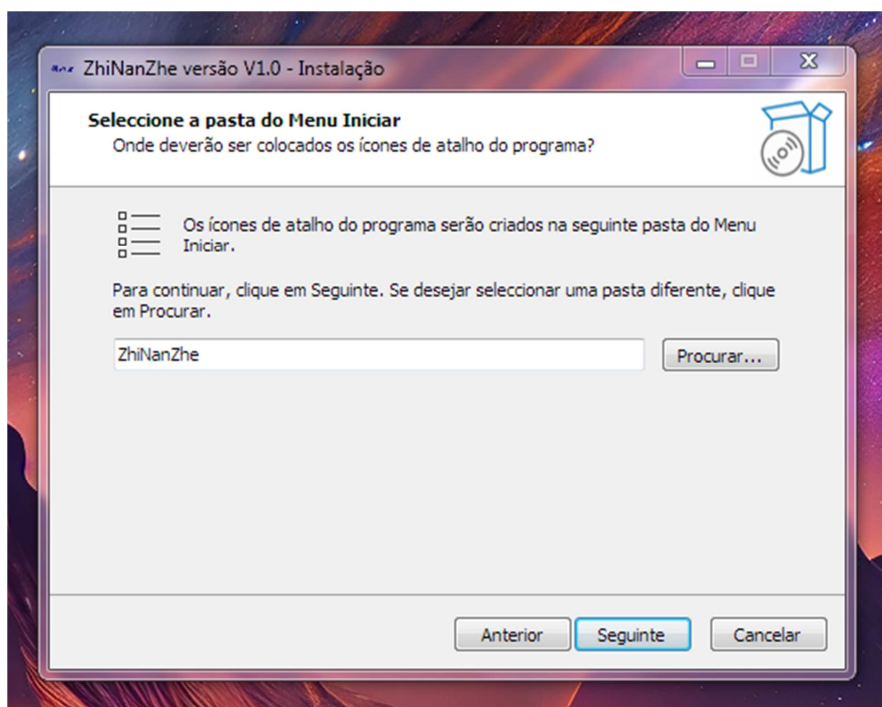 ZhiNanZhe versão V1.0 - Instalação
Seleccione a pasta do Menu Iniciar
Onde deverão ser colocados os ícones de atalho do programa?
Os ícones de atalho do programa serão criados na seguinte pasta do Menu
Iniciar.
Para continuar, clique em Seguinte. Se desejar seleccionar uma pasta diferente, clique
em Procurar.
ZhiNanZhe
Procurar...
Anterior
Seguinte
Cancelar